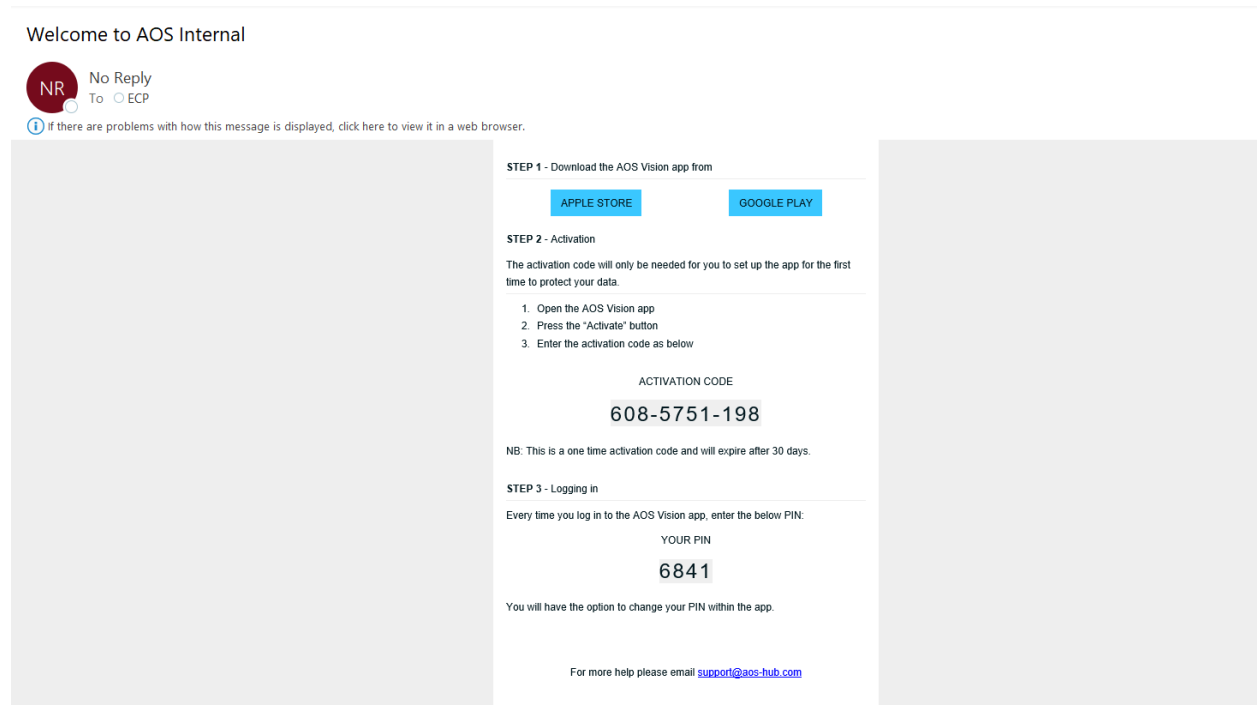 Welcome to AOS Internal
NR
No Reply
To ECP
If there are problems with how this message is displayed, click here to view it in a web browser.
STEP 1 - Download the AOS Vision app from
APPLE STORE GOOGLE PLAY
STEP 2 - Activation
The activation code will only be needed for you to set up the app for the first
time to protect your data.
1. Open the AOS Vision app
2. Press the “Activate” button
3. Enter the activation code as below
ACTIVATION CODE
608-5751-198
NB: This is a one time activation code and will expire after 30 days.
STEP 3 - Logging in
Every time you log in to the AOS Vision app, enter the below PIN:
YOUR PIN
6841
You will have the option to change your PIN within the app.
For more help please email support@aos-hub.com